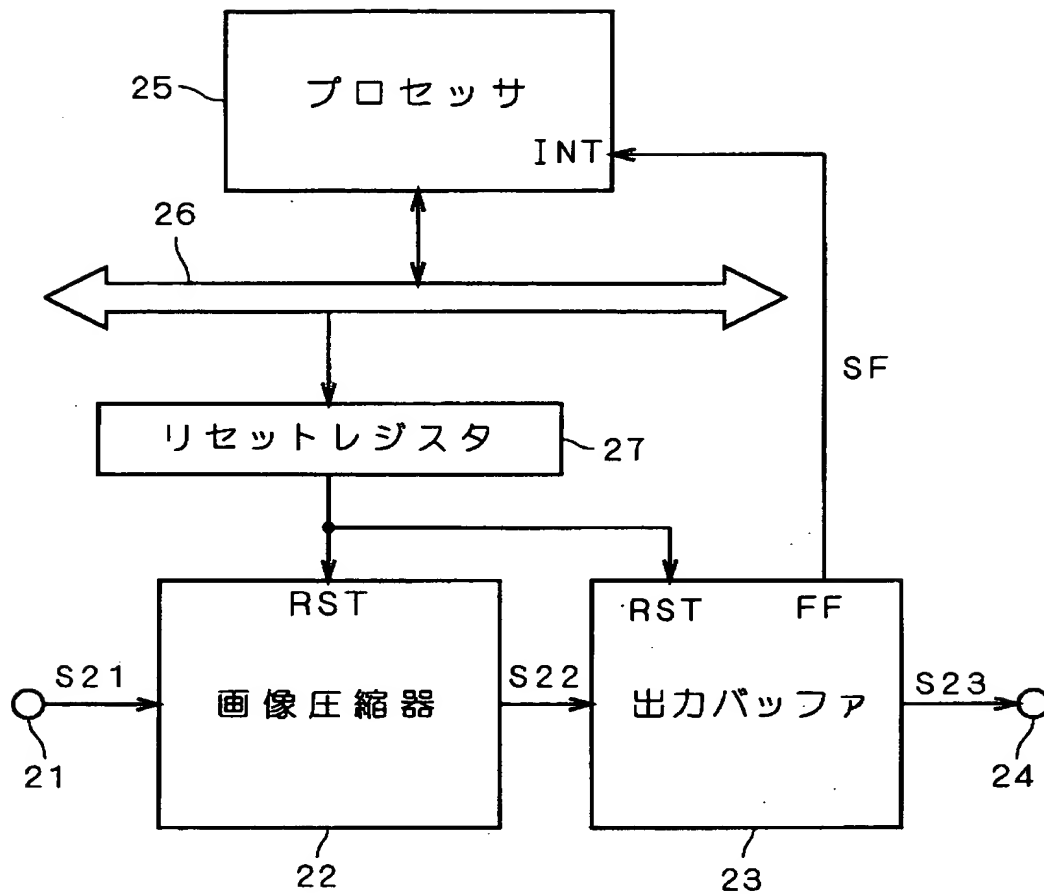 25
プロセッサ
INT
26
SF
リセットレジスタ
27
RST
RST
FF
S21
画像圧縮器
S22
出力バッファ
S23
21
22
23
24